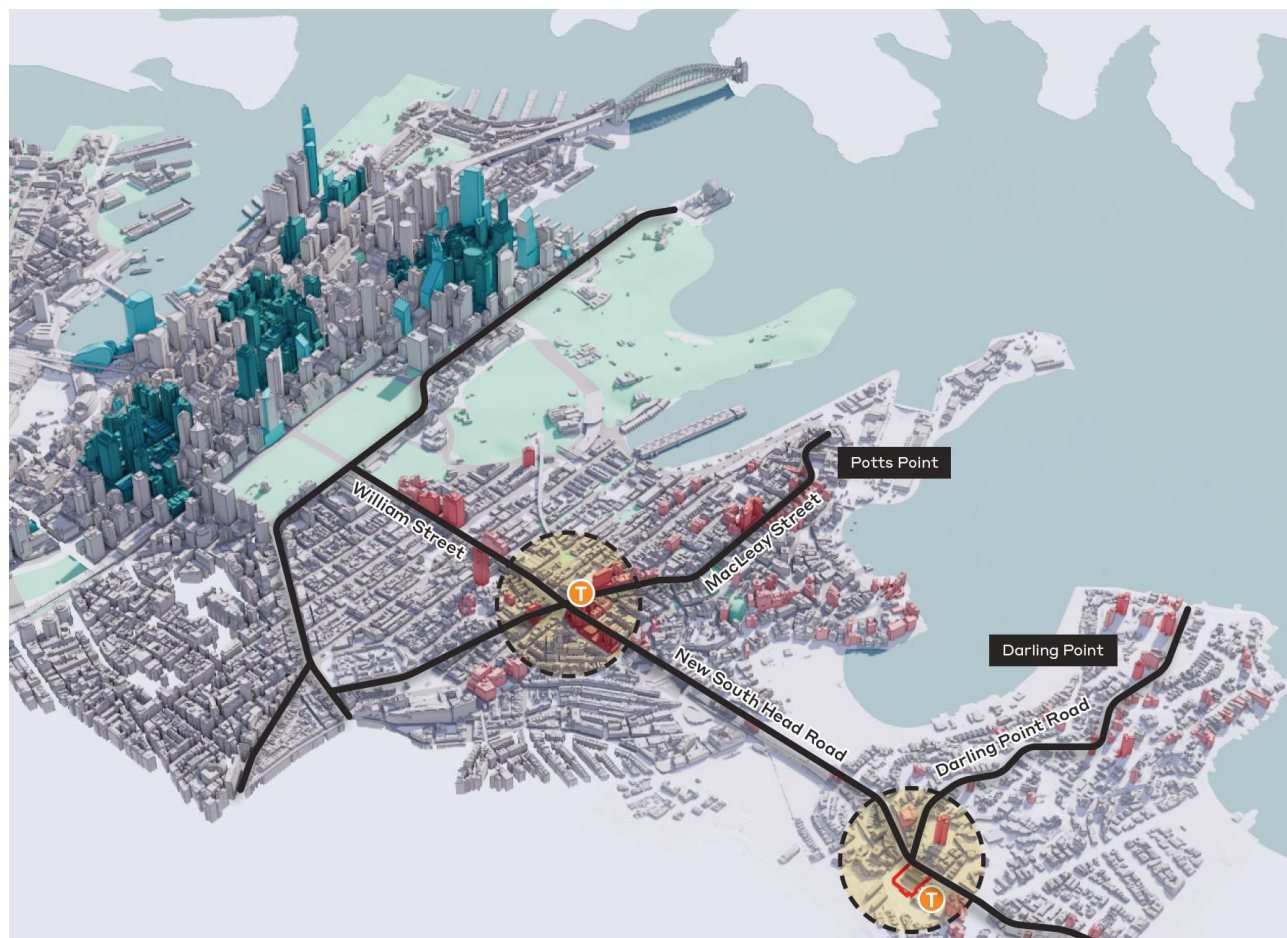 Potts Point
William Street
MacLeay Street
T
Darling Point
New South Head Road
Darling Point Road
T